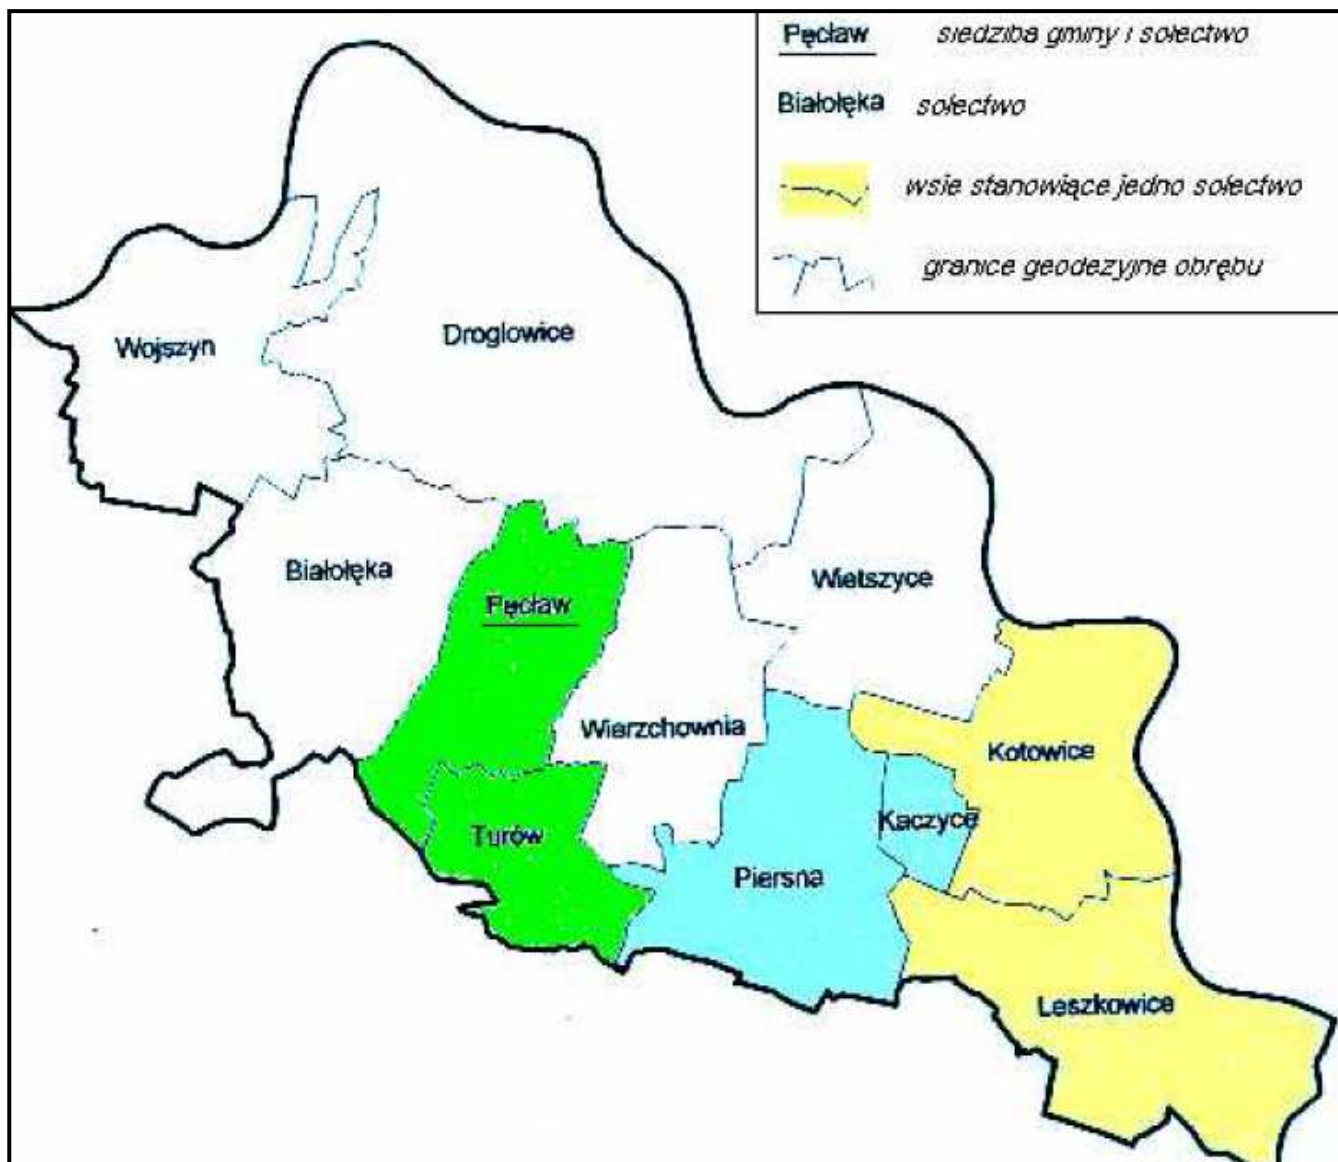 Pęcław siedziba gminy i sołectwo
Białołęka sołectwo
wsie stanowiące jedno sołectwo
granice geodezyjne obrębu
Wojszyn
Droglowice
Białołęka
Pęcław
Wietszyce
Wierzchownia
Kotowice
Kaczyce
Turów
Piersna
Leszkowice